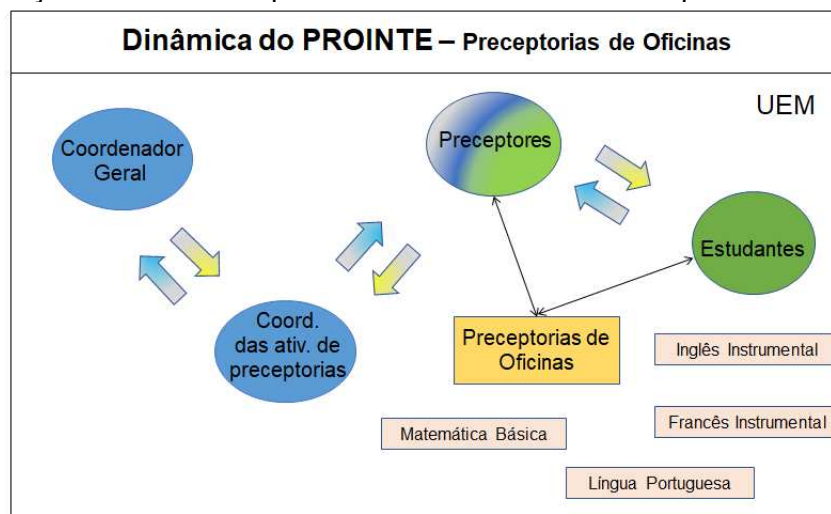 Dinâmica do PROINTE – Preceptorias de Oficinas
UEM
Coordenador
Geral
Preceptores
Estudantes
Coord.
das ativ. de
preceptorias
Preceptorias de
Oficinas
Inglês Instrumental
Matemática Básica
Francês Instrumental
Língua Portuguesa